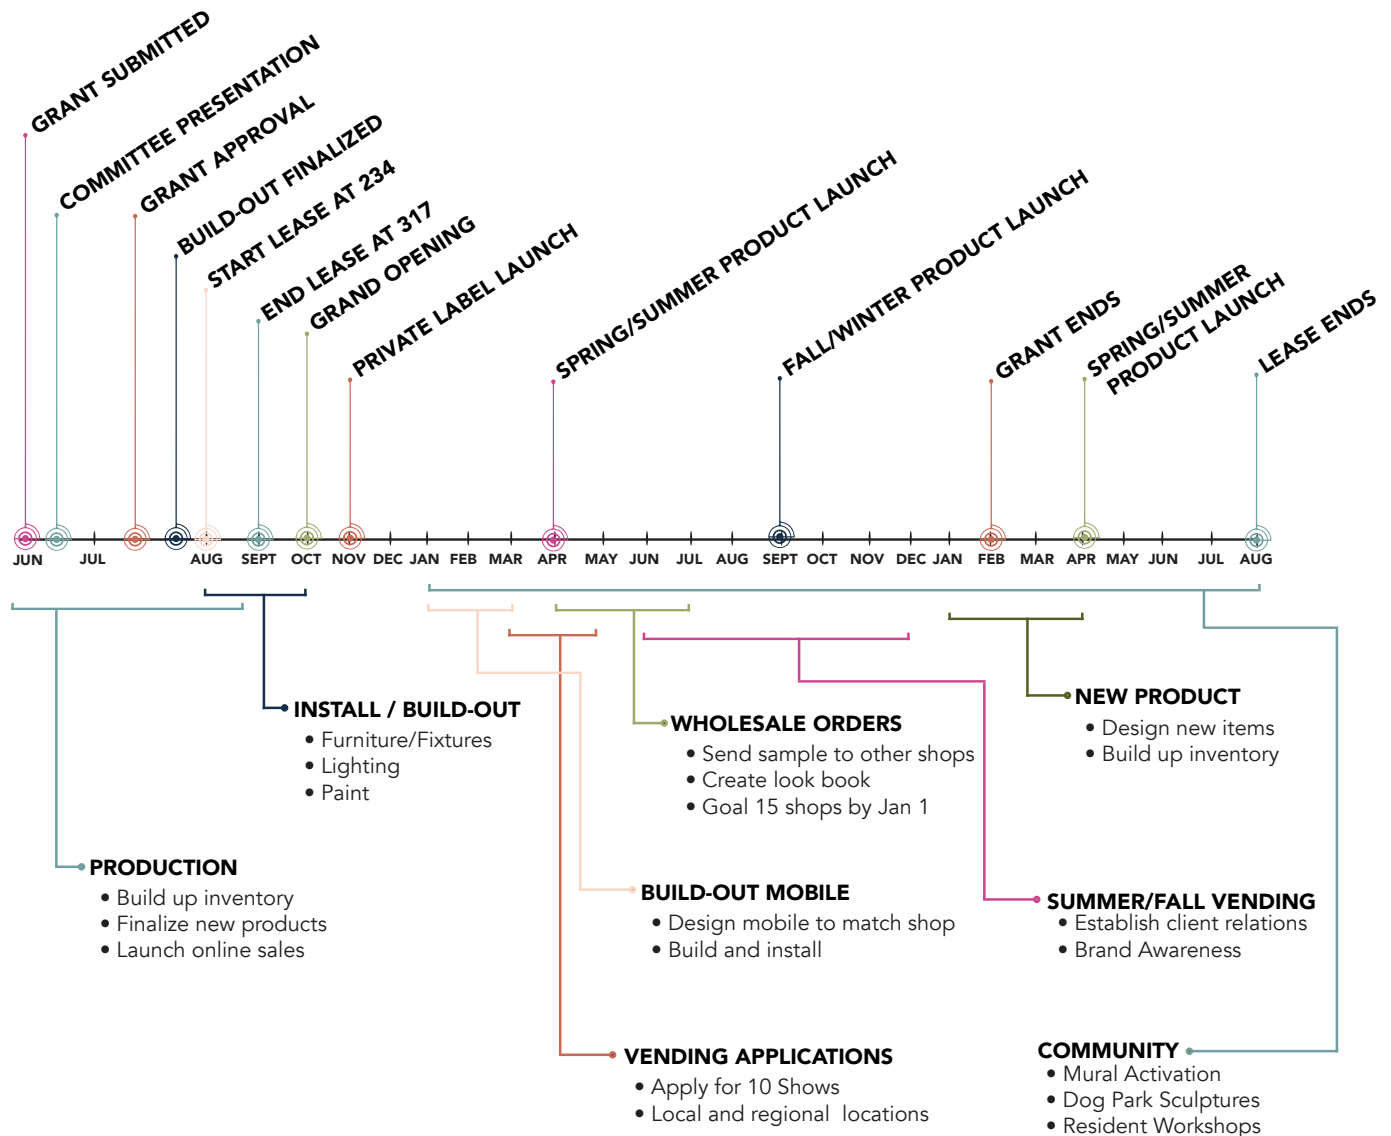 GRANT SUBMITTED
COMMITTEE PRESENTATION
GRANT APPROVAL
BUILD-OUT FINALIZED
START LEASE AT 234
END LEASE AT 317
GRAND OPENING
PRIVATE LABEL LAUNCH
SPRING/SUMMER PRODUCT LAUNCH
FALL/WINTER PRODUCT LAUNCH
GRANT ENDS
SPRING/SUMMER
PRODUCT LAUNCH
LEASE ENDS
JUN JUL AUG SEPT OCT NOV DEC JAN FEB MAR APR MAY JUN JUL AUG SEPT OCT NOV DEC JAN FEB MAR APR MAY JUN JUL AUG
INSTALL / BUILD-OUT
• Furniture/Fixtures
• Lighting
• Paint
WHOLESALE ORDERS
• Send sample to other shops
• Create look book
• Goal 15 shops by Jan 1
NEW PRODUCT
• Design new items
• Build up inventory
PRODUCTION
• Build up inventory
• Finalize new products
• Launch online sales
BUILD-OUT MOBILE
• Design mobile to match shop
• Build and install
SUMMER/FALL VENDING
• Establish client relations
• Brand Awareness
VENDING APPLICATIONS
• Apply for 10 Shows
• Local and regional locations
COMMUNITY
• Mural Activation
• Dog Park Sculptures
• Resident Workshops